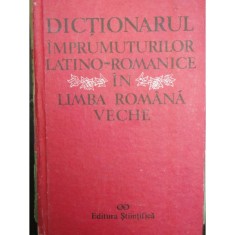 DICȚIONARUL
ÎMPRUMUTURILOR
LATINO-ROMANICE
ÎN
LIMBA ROMÂNĂ
VECHE
Editura Științifică